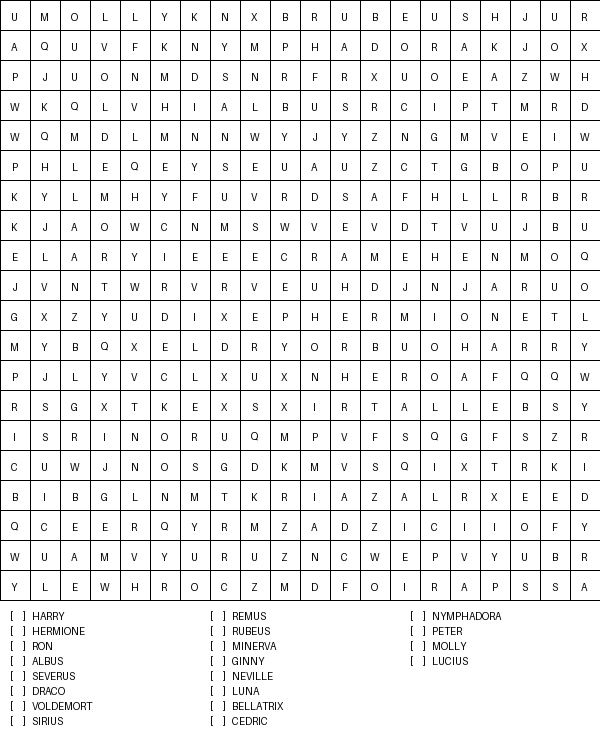 U M O L L Y K N X B R U B E U S H J U R
A Q U V F K N Y M P H A D O R A K J O X
P J U O N M D S N R F R X U O E A Z W H
W K Q L V H I A L B U S R C I P T M R D
W Q M D L M N N W Y J Y Z N G M V E I W
P H L E Q E Y S E U A U Z C T G B O P U
K Y L M H Y F U V R D S A F H L L R B R
K J A O W C N M S W V E V D T V U J B U
E L A R Y I E E E C R A M E H E N M O Q
J V N T W R V R V E U H D J N J A R U O
G X Z Y U D I X E P H E R M I O N E T L
M Y B Q X E L D R Y O R B U O H A R R Y
P J L Y V C L X U X N H E R O A F Q Q W
R S G X T K E X S X I R T A L L E B S Y
I S R I N O R U Q M P V F S Q G F S Z R
C U W J N O S G D K M V S Q I X T R K I
B I B G L N M T K R I A Z A L R X E E D
Q C E E R Q Y R M Z A D Z I C I I O F Y
W U A M V Y U R U Z N C W E P V Y U B R
Y L E W H R O C Z M D F O I R A P S S A
[ ] HARRY [ ] REMUS [ ] NYMPHADORA
[ ] HERMIONE [ ] RUBEUS [ ] PETER
[ ] RON [ ] MINERVA [ ] MOLLY
[ ] ALBUS [ ] GINNY [ ] LUCIUS
[ ] SEVERUS [ ] NEVILLE
[ ] DRACO [ ] LUNA
[ ] VOLDEMORT [ ] BELLATRIX
[ ] SIRIUS [ ] CEDRIC